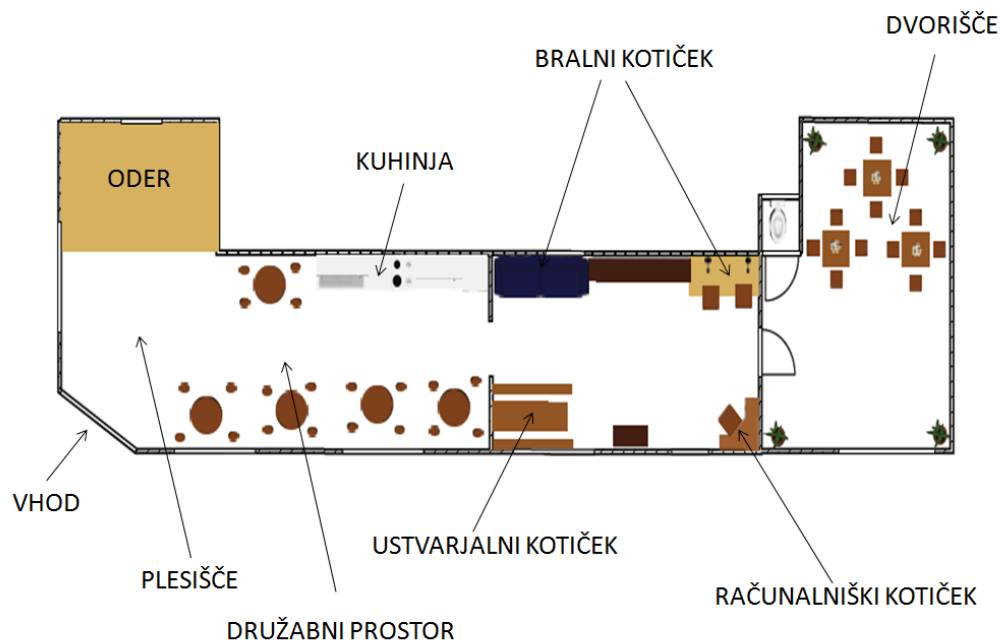 DVORIŠČE
BRALNI KOTIČEK
KUHINJA
ODER
VHOD
USTVARJALNI KOTIČEK
PLESIŠČE
RAČUNALNIŠKI KOTIČEK
DRUŽABNI PROSTOR